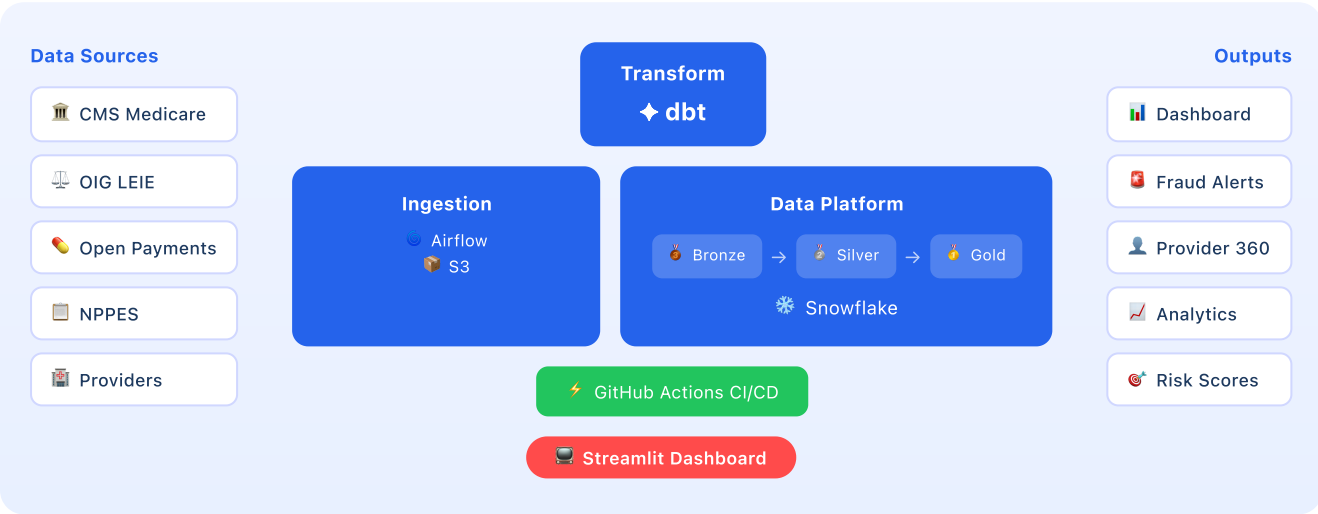 Data Sources
CMS Medicare
OIG LEIE
Open Payments
NPPES
Providers
Transform
dbt
Ingestion
Airflow
S3
Data Platform
Bronze → Silver → Gold
Snowflake
GitHub Actions CI/CD
Streamlit Dashboard
Outputs
Dashboard
Fraud Alerts
Provider 360
Analytics
Risk Scores